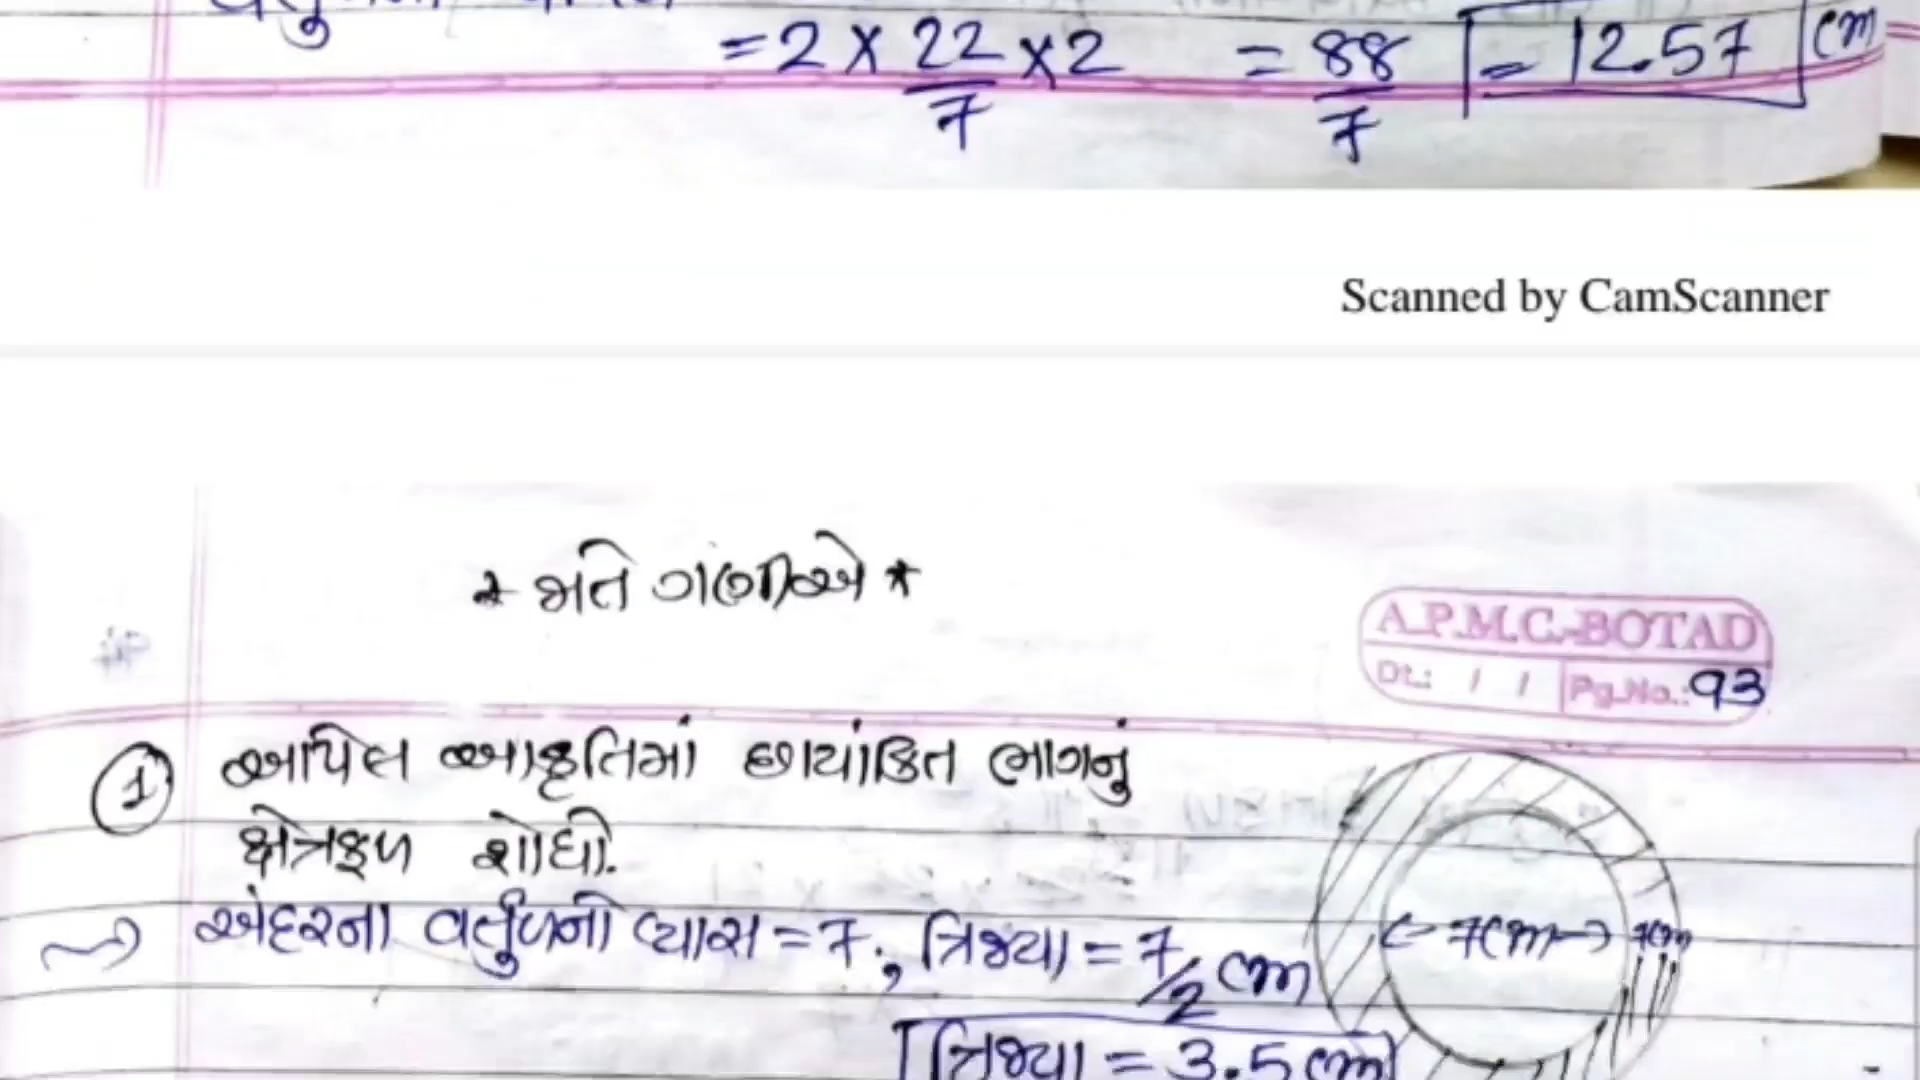 = 2 × 22/7 × 2 = 88/7 = 12.57 cm
Scanned by CamScanner
* જાતે ગણીએ *
A.P.M.C.-BOTAD
Dt.: / / Pg.No.: 93
① આપેલ આકૃતિમાં છાયાંકિત ભાગનું
ક્ષેત્રફળ શોધો.
અંદરના વર્તુળનો વ્યાસ = 7 ; ત્રિજ્યા = 7/2 cm
← 7cm → 7cm
ત્રિજ્યા = 3.5 cm